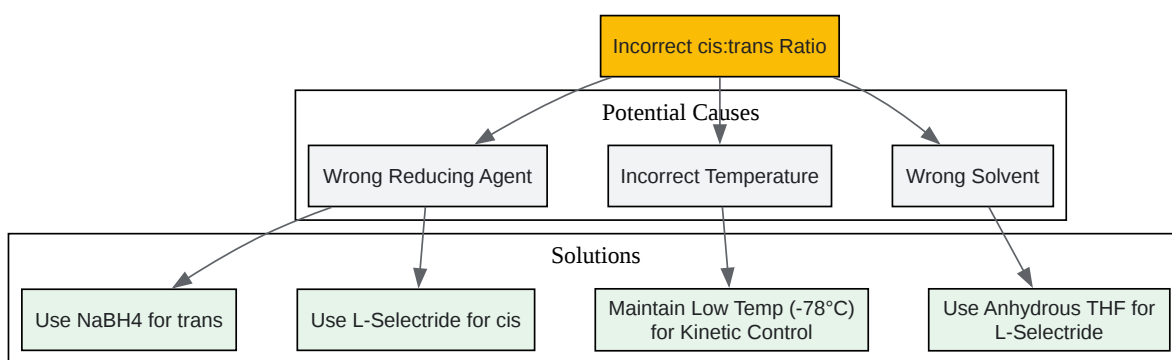 Incorrect cis:trans Ratio
Potential Causes
Wrong Reducing Agent
Incorrect Temperature
Wrong Solvent
Solutions
Use NaBH4 for trans
Use L-Selectride for cis
Maintain Low Temp (-78°C)
for Kinetic Control
Use Anhydrous THF for
L-Selectride